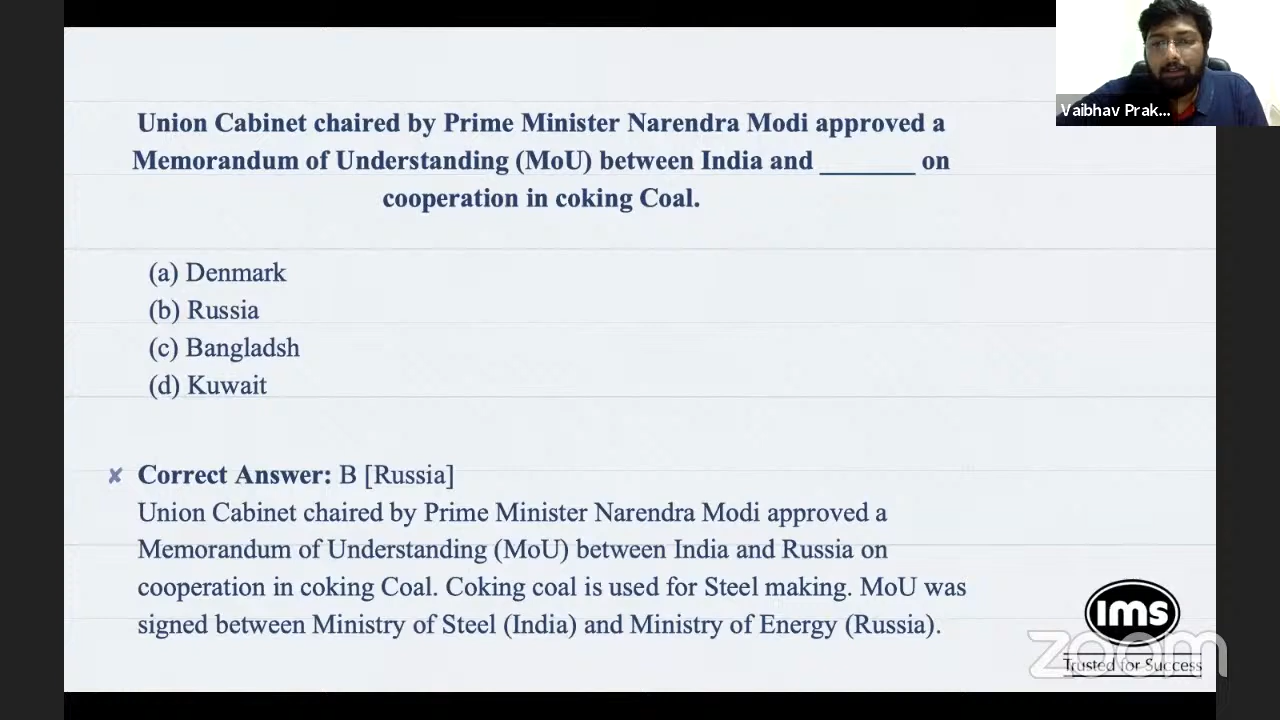 Vaibhav Prak...
Union Cabinet chaired by Prime Minister Narendra Modi approved a
Memorandum of Understanding (MoU) between India and _______ on
cooperation in coking Coal.
(a) Denmark
(b) Russia
(c) Bangladsh
(d) Kuwait
✘ Correct Answer: B [Russia]
Union Cabinet chaired by Prime Minister Narendra Modi approved a
Memorandum of Understanding (MoU) between India and Russia on
cooperation in coking Coal. Coking coal is used for Steel making. MoU was
signed between Ministry of Steel (India) and Ministry of Energy (Russia).
ims
zoom
Trusted for Success